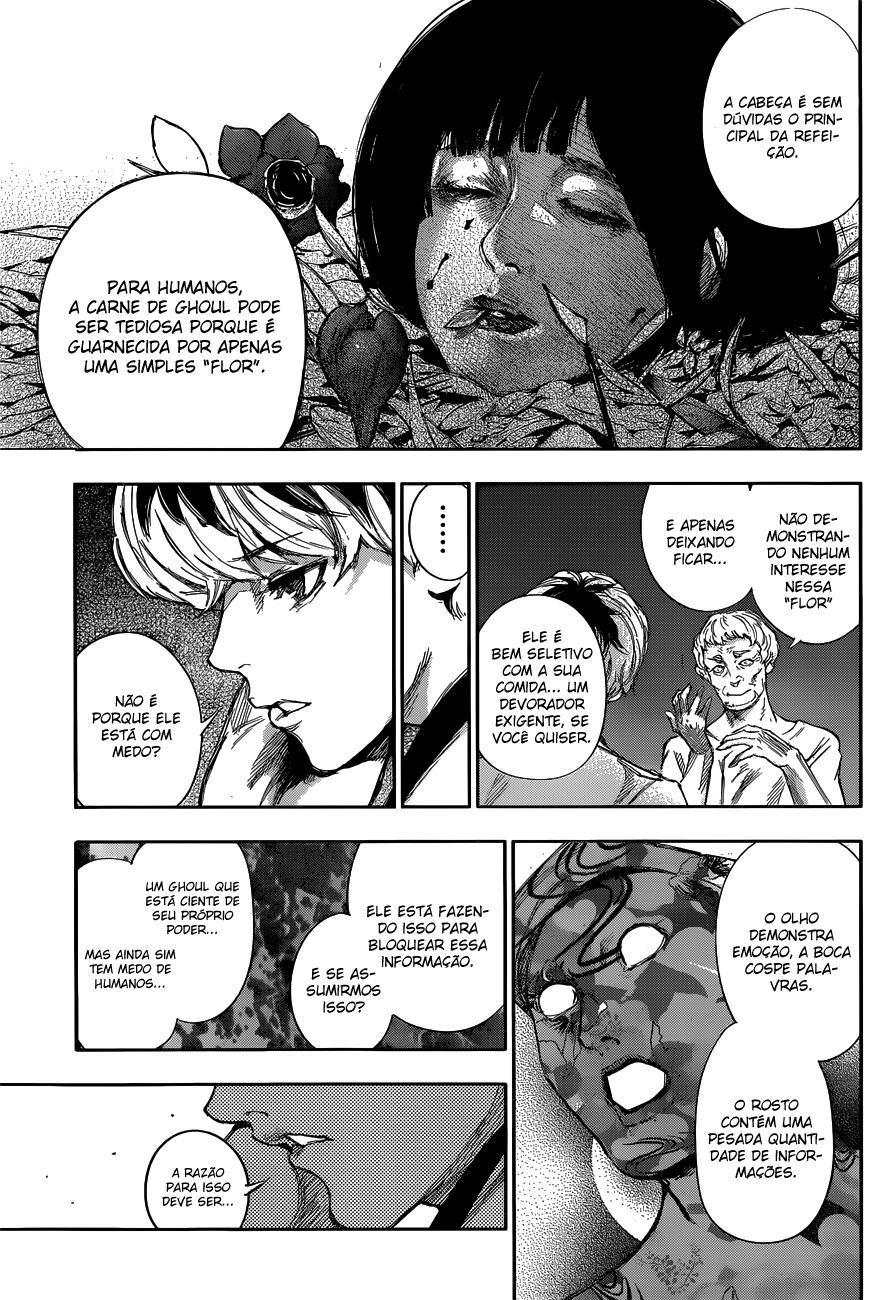 A CABEÇA É SEM
DÚVIDAS O PRIN-
CIPAL DA REFEI-
ÇÃO.
PARA HUMANOS,
A CARNE DE GHOUL PODE
SER TEDIOSA PORQUE É
GUARNECIDA POR APENAS
UMA SIMPLES "FLOR".
NÃO DE-
MONSTRAN-
DO NENHUM
INTERESSE
NESSA
"FLOR"
E APENAS
DEIXANDO
FICAR...
ELE É
BEM SELETIVO
COM A SUA
COMIDA... UM
DEVORADOR
EXIGENTE, SE
VOCÊ QUISER.
......
NÃO É
PORQUE ELE
ESTÁ COM
MEDO?
O OLHO
DEMONSTRA
EMOÇÃO, A BOCA
COSPE PALA-
VRAS.
O ROSTO
CONTÉM UMA
PESADA QUANTI-
DADE DE INFOR-
MAÇÕES.
ELE ESTÁ FAZEN-
DO ISSO PARA
BLOQUEAR ESSA
INFORMAÇÃO.
E SE AS-
SUMIRMOS
ISSO?
UM GHOUL QUE
ESTÁ CIENTE DE
SEU PRÓPRIO
PODER...
MAS AINDA SIM
TEM MEDO DE
HUMANOS...
A RAZÃO
PARA ISSO
DEVE SER...